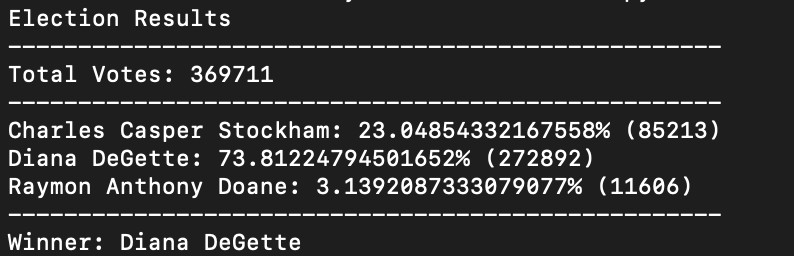 Election Results
--------------------------------------------------
Total Votes: 369711
--------------------------------------------------
Charles Casper Stockham: 23.04854332167558% (85213)
Diana DeGette: 73.81224794501652% (272892)
Raymon Anthony Doane: 3.1392087333079077% (11606)
--------------------------------------------------
Winner: Diana DeGette